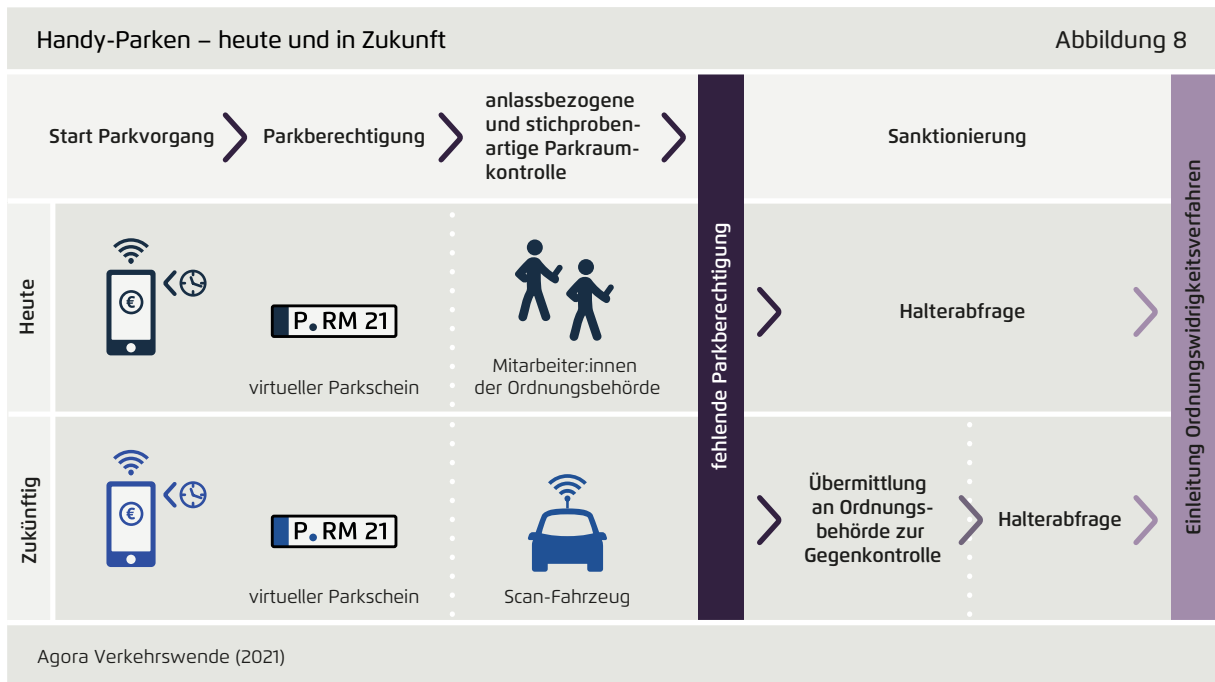 Handy-Parken – heute und in Zukunft
Abbildung 8
Start Parkvorgang
Parkberechtigung
anlassbezogene
und stichproben-
artige Parkraum-
kontrolle
Sanktionierung
fehlende Parkberechtigung
Einleitung Ordnungswidrigkeitsverfahren
Heute
€
P RM 21
virtueller Parkschein
Mitarbeiter:innen
der Ordnungsbehörde
Halterabfrage
Zukünftig
€
P RM 21
virtueller Parkschein
Scan-Fahrzeug
Übermittlung
an Ordnungs-
behörde zur
Gegenkontrolle
Halterabfrage
Agora Verkehrswende (2021)